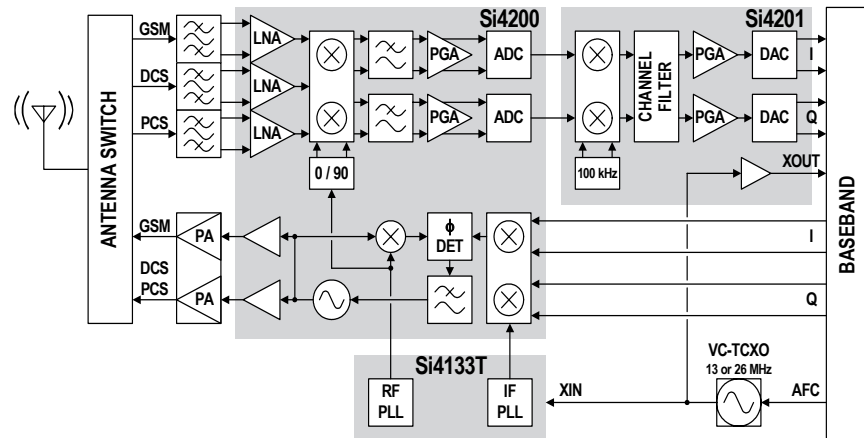 Si4200
Si4201
GSM
DCS
PCS
LNA
LNA
LNA
PGA
PGA
ADC
ADC
0 / 90
100 kHz
CHANNEL
FILTER
PGA
PGA
DAC
DAC
I
Q
XOUT
ANTENNA SWITCH
BASEBAND
GSM
DCS
PCS
PA
PA
ϕ
DET
I
Q
Si4133T
RF
PLL
IF
PLL
XIN
VC-TCXO
13 or 26 MHz
AFC